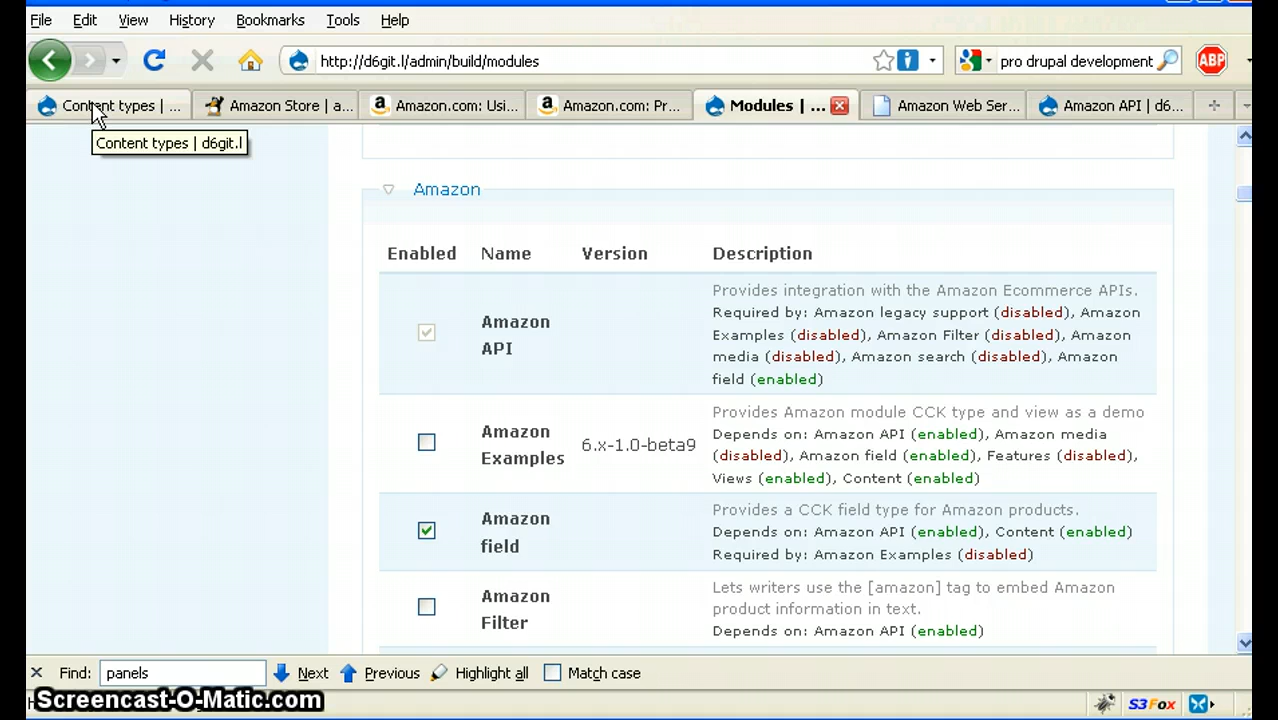 File Edit View History Bookmarks Tools Help
http://d6git.l/admin/build/modules pro drupal development ABP
Content types | ... Amazon Store | a... Amazon.com: Usi... Amazon.com: Pr... Modules | ... Amazon Web Ser... Amazon API | d6...
Content types | d6git.l
Amazon
Enabled Name Version Description
Amazon API
Provides integration with the Amazon Ecommerce APIs.
Required by: Amazon legacy support (disabled), Amazon
Examples (disabled), Amazon Filter (disabled), Amazon
media (disabled), Amazon search (disabled), Amazon
field (enabled)
Amazon Examples
6.x-1.0-beta9
Provides Amazon module CCK type and view as a demo
Depends on: Amazon API (enabled), Amazon media
(disabled), Amazon field (enabled), Features (disabled),
Views (enabled), Content (enabled)
Amazon field
Provides a CCK field type for Amazon products.
Depends on: Amazon API (enabled), Content (enabled)
Required by: Amazon Examples (disabled)
Amazon Filter
Lets writers use the [amazon] tag to embed Amazon
product information in text.
Depends on: Amazon API (enabled)
Find: panels Next Previous Highlight all Match case
Screencast-O-Matic.com
S3Fox